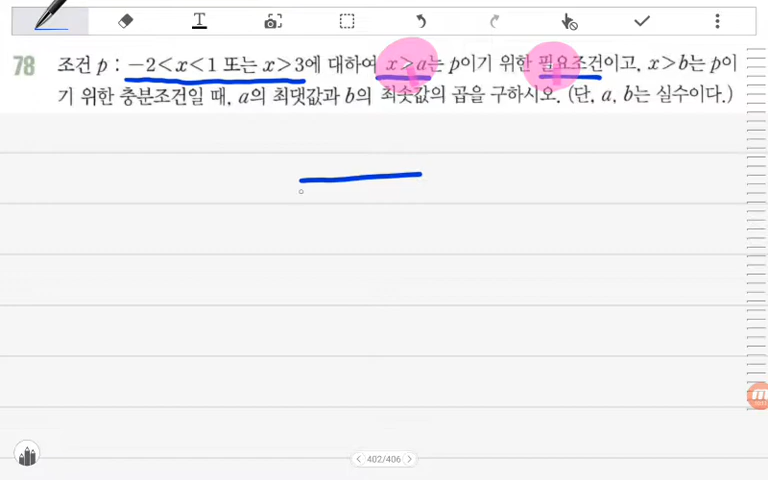 T
78 조건 p : −2<x<1 또는 x>3에 대하여 x>a는 p이기 위한 필요조건이고, x>b는 p이
기 위한 충분조건일 때, a의 최댓값과 b의 최솟값의 곱을 구하시오. (단, a, b는 실수이다.)
402/406